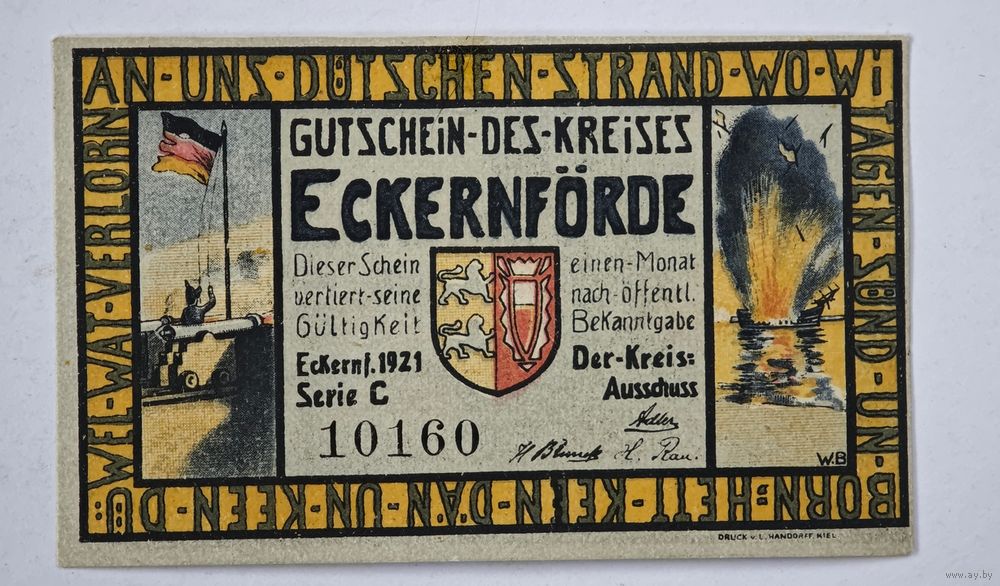 AN-UNS-DÜTSCHEN-STRAND-WO-WI
TAGEN-SÜND-UN-
BORN-HETT-KEEN-DÄN-UN-KEEN-DÜ=
WEL-WAT-VERLORN
GUTSCHEIN-DES-KREISES
ECKERNFÖRDE
Dieser Schein
verliert-seine
Gültigkeit
einen-Monat
nach-öffentl.
Bekanntgabe
Eckernf. 1921
Serie C
Der-Kreis=
Ausschuss
10160
Adler
H. Rau.
W.B
DRUCK v. L. HANDORFF, KIEL
www.ay.by